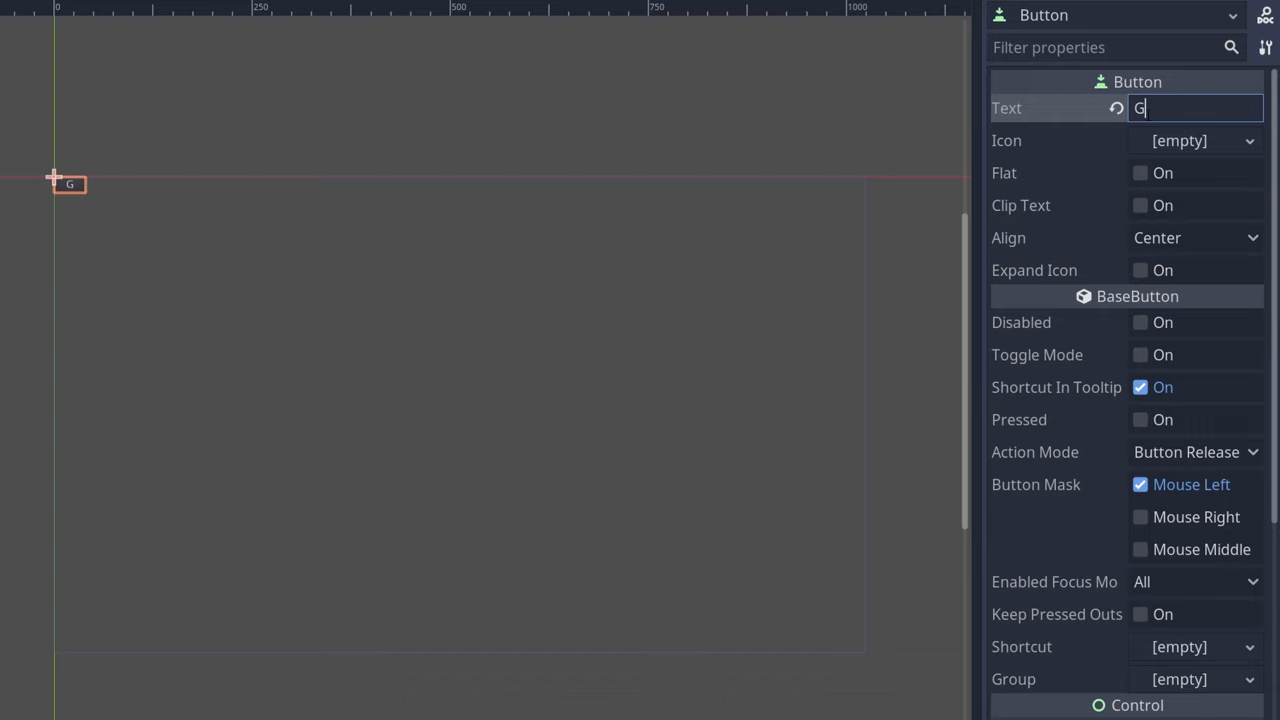 0 250 500 750 1000
G
Button
Filter properties
Button
Text G
Icon [empty]
Flat On
Clip Text On
Align Center
Expand Icon On
BaseButton
Disabled On
Toggle Mode On
Shortcut In Tooltip On
Pressed On
Action Mode Button Release
Button Mask Mouse Left
Mouse Right
Mouse Middle
Enabled Focus Mo All
Keep Pressed Outs On
Shortcut [empty]
Group [empty]
Control
DOC